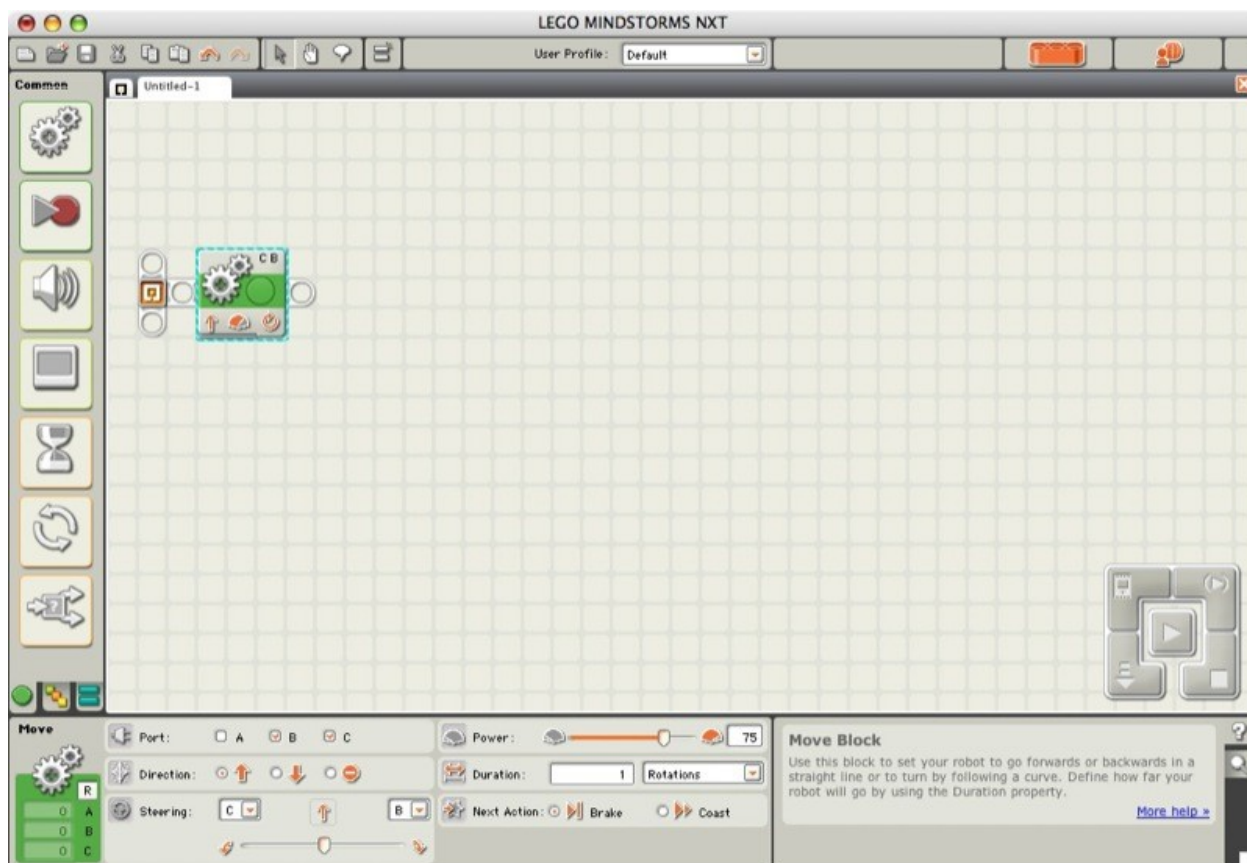 LEGO MINDSTORMS NXT
User Profile: Default
Common
Untitled-1
C B
Move
R
0 A
0 B
0 C
Port: A B C
Direction:
Steering: C B
Power: 75
Duration: 1 Rotations
Next Action: Brake Coast
Move Block
Use this block to set your robot to go forwards or backwards in a
straight line or to turn by following a curve. Define how far your
robot will go by using the Duration property.
More help »
?